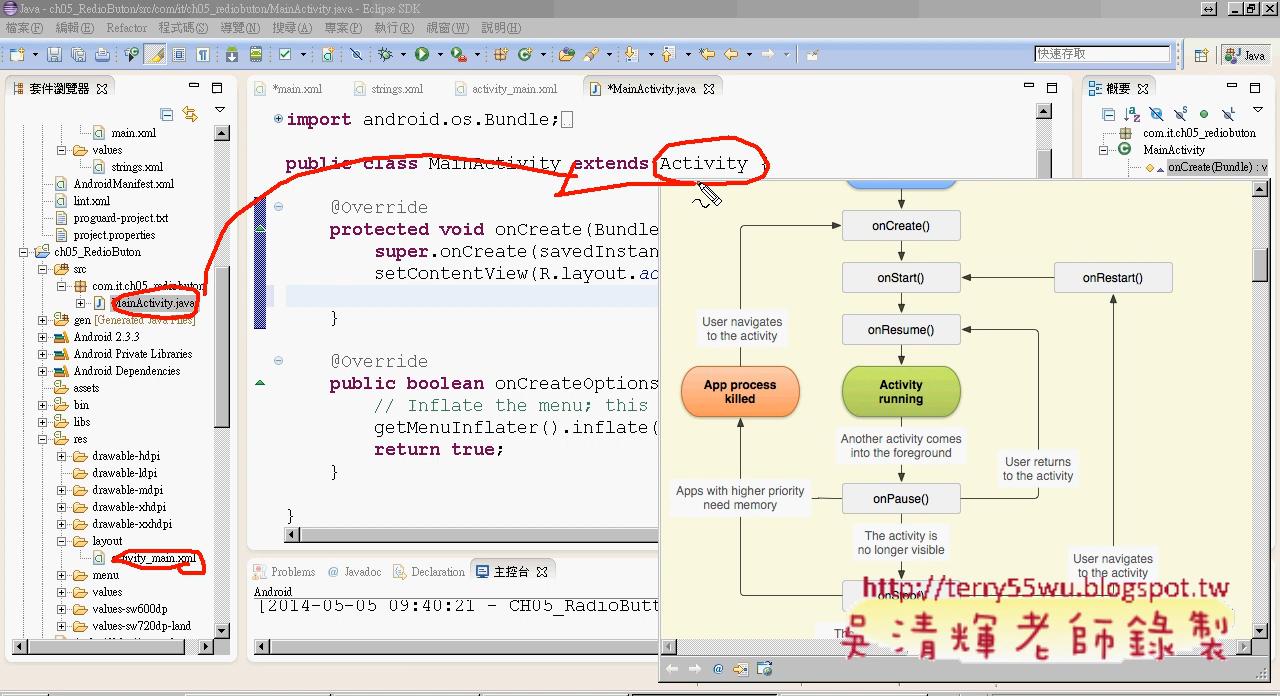 Java - ch05_RedioButon/src/com/it/ch05_rediobuton/MainActivity.java - Eclipse SDK
檔案(F) 編輯(E) Refactor 程式碼(S) 導覽(N) 搜尋(A) 專案(P) 執行(R) 視窗(W) 說明(H)
快速存取
Java
套件瀏覽器
main.xml
values
strings.xml
AndroidManifest.xml
lint.xml
proguard-project.txt
project.properties
ch05_RedioButon
src
com.it.ch05_rediobuton
MainActivity.java
gen [Generated Java Files]
Android 2.3.3
Android Private Libraries
Android Dependencies
assets
bin
libs
res
drawable-hdpi
drawable-ldpi
drawable-mdpi
drawable-xhdpi
drawable-xxhdpi
layout
activity_main.xml
menu
values
values-sw600dp
values-sw720dp-land
*main.xml
strings.xml
activity_main.xml
*MainActivity.java
import android.os.Bundle;
public class MainActivity extends Activity {
@Override
protected void onCreate(Bundle
super.onCreate(savedInstan
setContentView(R.layout.ac
}
@Override
public boolean onCreateOptions
// Inflate the menu; this
getMenuInflater().inflate(
return true;
}
}
Problems
@ Javadoc
Declaration
主控台
Android
[2014-05-05 09:40:21 - CH05_RadioButt
概要
com.it.ch05_rediobuton
MainActivity
onCreate(Bundle) : v
onCreate()
onStart()
onRestart()
onResume()
User navigates
to the activity
App process
killed
Activity
running
Another activity comes
into the foreground
User returns
to the activity
Apps with higher priority
need memory
onPause()
The activity is
no longer visible
User navigates
to the activity
onStop()
http://terry55wu.blogspot.tw
吳清輝老師錄製